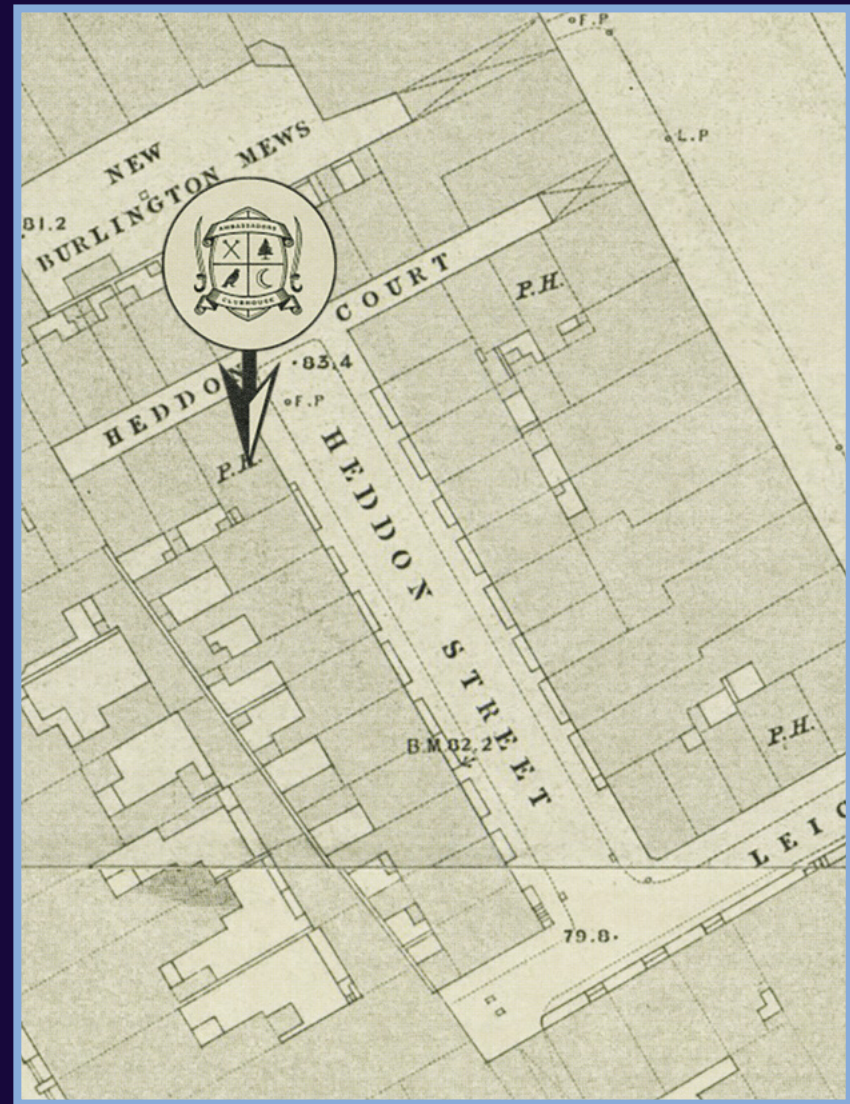 F.P
L.P
NEW
BURLINGTON MEWS
81.2
AMBASSADORS
CLUBHOUSE
P.H.
HEDDON COURT
83.4
F.P
P.H.
HEDDON STREET
B.M.82.2
P.H.
LEIC
79.8